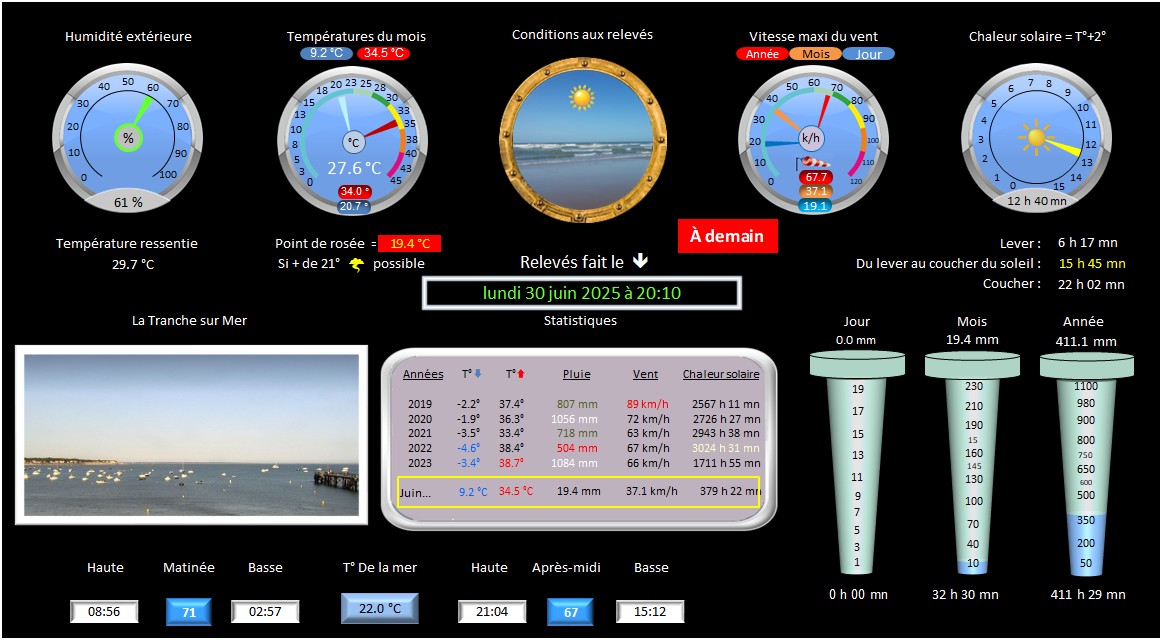 Humidité extérieure
Températures du mois
Conditions aux relevés
Vitesse maxi du vent
Chaleur solaire = T°+2°
9.2 °C 34.5 °C
Année Mois Jour
0 10 20 30 40 50 60 70 80 90 100
%
61 %
0 3 5 8 10 13 15 18 20 23 25 28 30 33 35 38 40 43 45
°C
27.6 °C
34.0 °
20.7 °
0 10 20 30 40 50 60 70 80 90 100 110 120
k/h
67.7
37.1
19.1
0 1 2 3 4 5 6 7 8 9 10 11 12 13 14 15
12 h 40 mn
Température ressentie
29.7 °C
Point de rosée = 19.4 °C
Si + de 21° possible
À demain
Relevés fait le
lundi 30 juin 2025 à 20:10
Lever : 6 h 17 mn
Du lever au coucher du soleil : 15 h 45 mn
Coucher : 22 h 02 mn
La Tranche sur Mer
Statistiques
Années T° T° Pluie Vent Chaleur solaire
2019 -2.2° 37.4° 807 mm 89 km/h 2567 h 11 mn
2020 -1.9° 36.3° 1056 mm 72 km/h 2726 h 27 mn
2021 -3.5° 33.4° 718 mm 63 km/h 2943 h 38 mn
2022 -4.6° 38.4° 504 mm 67 km/h 3024 h 31 mn
2023 -3.4° 38.7° 1084 mm 66 km/h 1711 h 55 mn
Juin... 9.2 °C 34.5 °C 19.4 mm 37.1 km/h 379 h 22 mn
Jour
0.0 mm
19
17
15
13
11
9
7
5
3
1
0 h 00 mn
Mois
19.4 mm
230
210
190
15
160
145
130
100
70
40
10
32 h 30 mn
Année
411.1 mm
1100
980
900
800
750
650
600
500
350
200
50
411 h 29 mn
Haute Matinée Basse T° De la mer Haute Après-midi Basse
08:56 71 02:57 22.0 °C 21:04 67 15:12